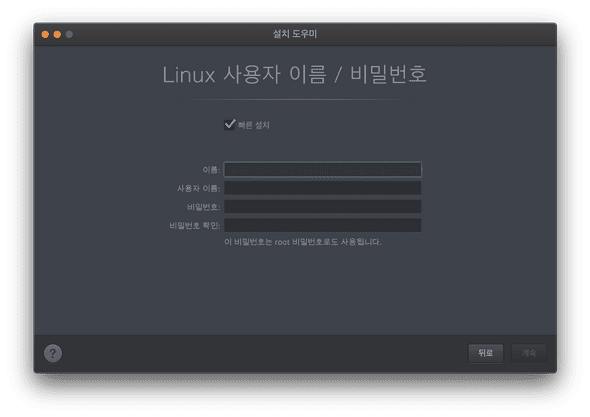 설치 도우미
Linux 사용자 이름 / 비밀번호
빠른 설치
이름:
사용자 이름:
비밀번호:
비밀번호 확인:
이 비밀번호는 root 비밀번호로도 사용됩니다.
?
뒤로
계속